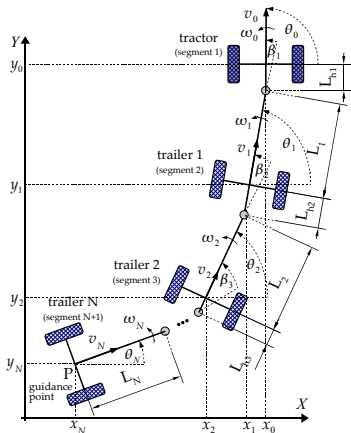 Y
v0
θ0
ω0
β1
tractor
(segment 1)
y0
Lh1
ω1
L1
θ1
v1
trailer 1
(segment 2)
β2
y1
Lh2
ω2
θ2
trailer 2
(segment 3)
v2
β3
L2
y2
trailer N
(segment N+1)
Lh3
vN
ωN
θN
yN
P
guidance
point
LN
X
xN
x2
x1
x0